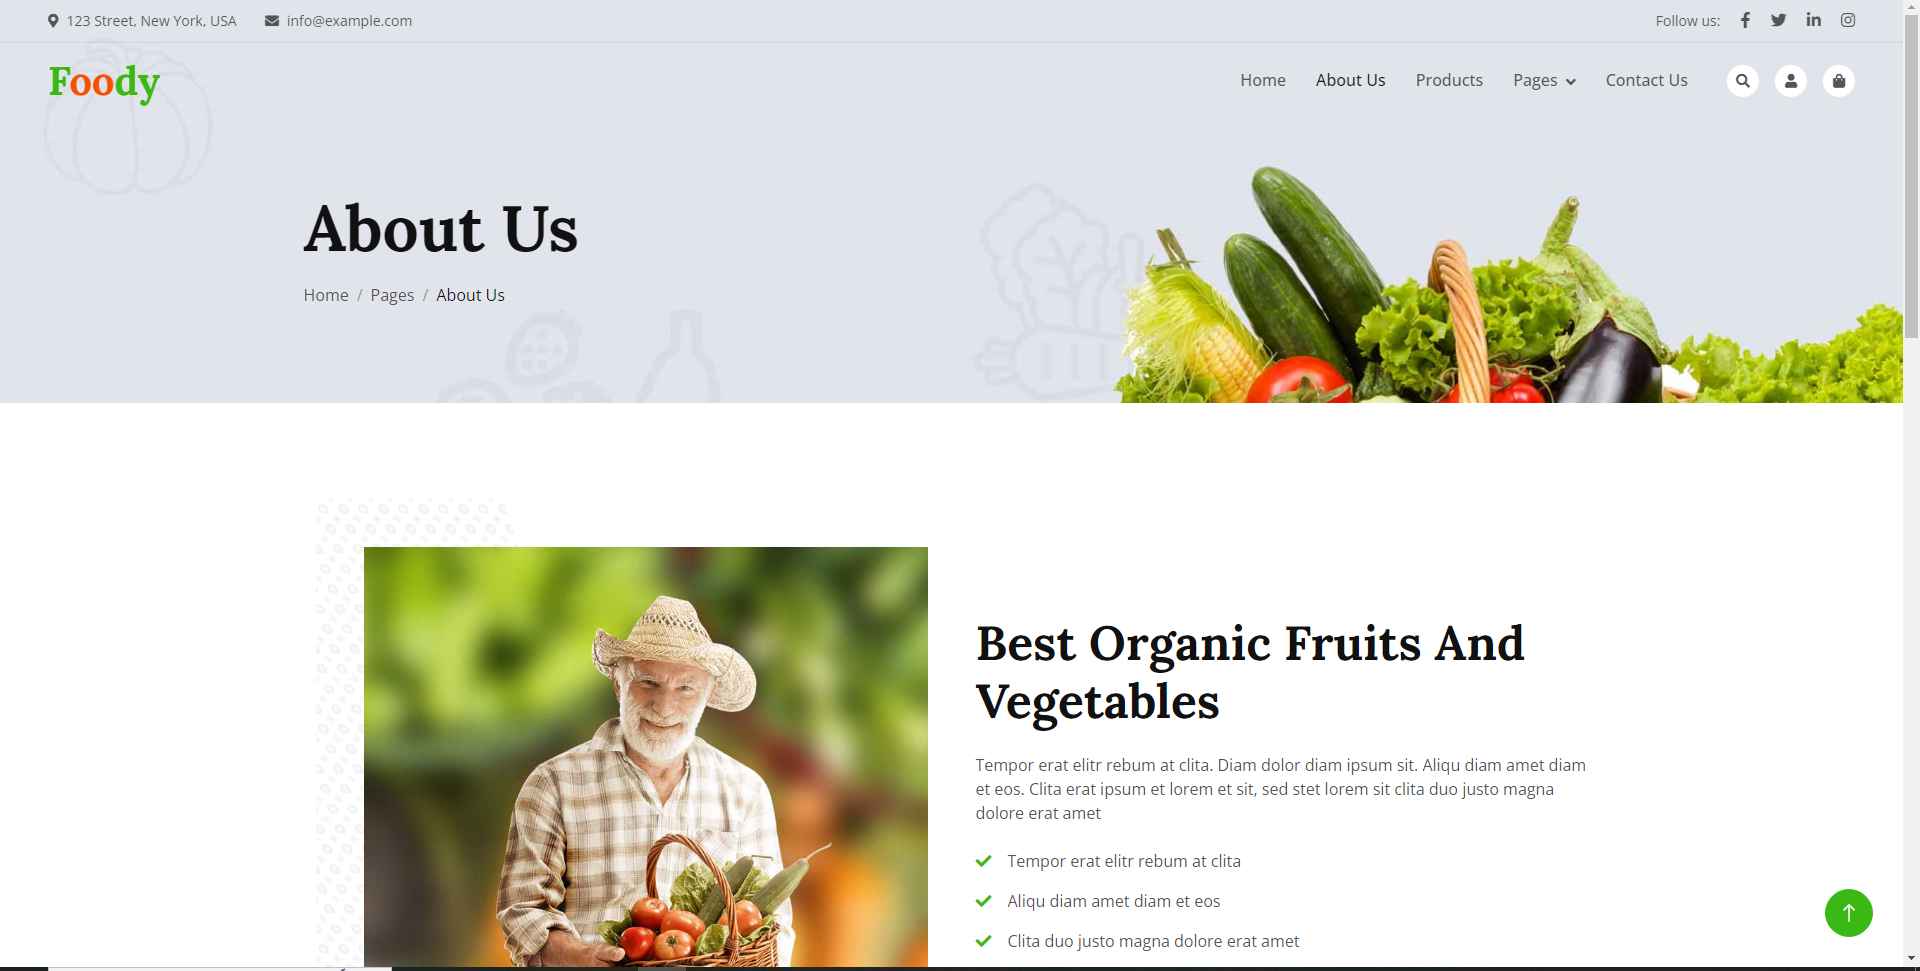 123 Street, New York, USA info@example.com Follow us:
Foody Home About Us Products Pages Contact Us
About Us
Home / Pages / About Us
Best Organic Fruits And
Vegetables
Tempor erat elitr rebum at clita. Diam dolor diam ipsum sit. Aliqu diam amet diam
et eos. Clita erat ipsum et lorem et sit, sed stet lorem sit clita duo justo magna
dolore erat amet
Tempor erat elitr rebum at clita
Aliqu diam amet diam et eos
Clita duo justo magna dolore erat amet